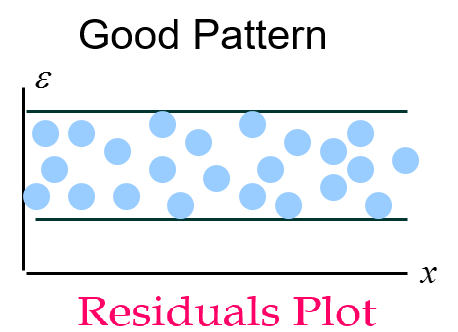 Good Pattern
ε
x
Residuals Plot